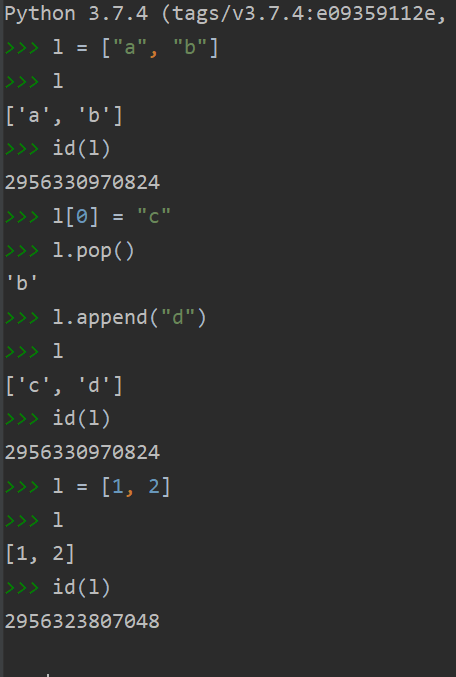 Python 3.7.4 (tags/v3.7.4:e09359112e,
>>> l = ["a", "b"]
>>> l
['a', 'b']
>>> id(l)
2956330970824
>>> l[0] = "c"
>>> l.pop()
'b'
>>> l.append("d")
>>> l
['c', 'd']
>>> id(l)
2956330970824
>>> l = [1, 2]
>>> l
[1, 2]
>>> id(l)
2956323807048